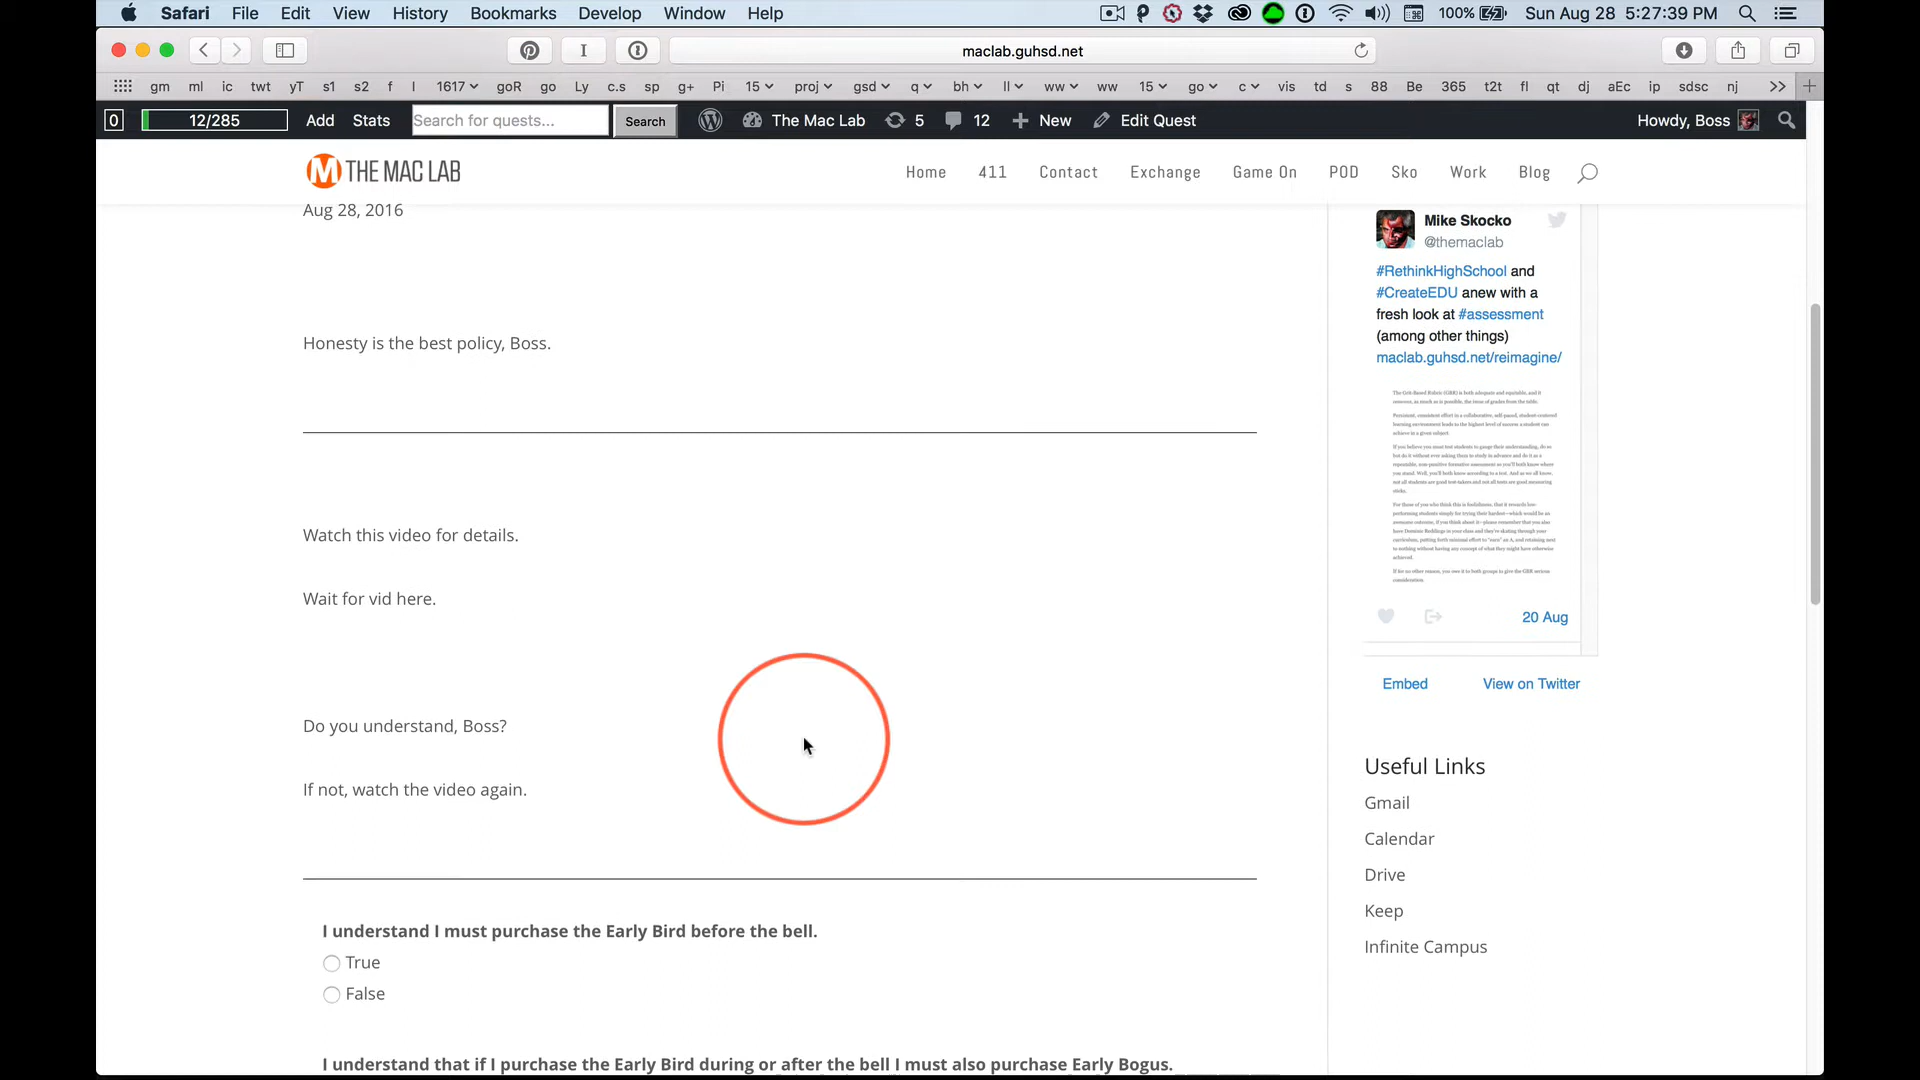 Safari File Edit View History Bookmarks Develop Window Help 100% Sun Aug 28 5:27:39 PM
maclab.guhsd.net
gm ml ic twt yT s1 s2 f I 1617 goR go Ly c.s sp g+ Pi 15 proj gsd q bh ll ww ww 15 go c vis td s 88 Be 365 t2t fl qt dj aEc ip sdsc nj
0 12/285 Add Stats Search for quests... Search The Mac Lab 5 12 New Edit Quest Howdy, Boss
M THE MAC LAB Home 411 Contact Exchange Game On POD Sko Work Blog
Aug 28, 2016
Honesty is the best policy, Boss.
Watch this video for details.
Wait for vid here.
Do you understand, Boss?
If not, watch the video again.
I understand I must purchase the Early Bird before the bell.
True
False
I understand that if I purchase the Early Bird during or after the bell I must also purchase Early Bogus.
Mike Skocko
@themaclab
#RethinkHighSchool and
#CreateEDU anew with a
fresh look at #assessment
(among other things)
maclab.guhsd.net/reimagine/
20 Aug
Embed View on Twitter
Useful Links
Gmail
Calendar
Drive
Keep
Infinite Campus